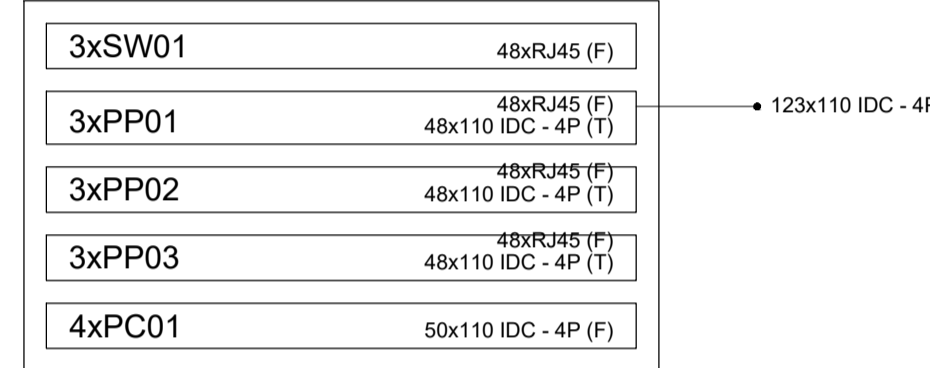 3xSW01 48xRJ45 (F)
48xRJ45 (F)
3xPP01 48x110 IDC - 4P (T)
123x110 IDC - 4P
48xRJ45 (F)
3xPP02 48x110 IDC - 4P (T)
48xRJ45 (F)
3xPP03 48x110 IDC - 4P (T)
4xPC01 50x110 IDC - 4P (F)